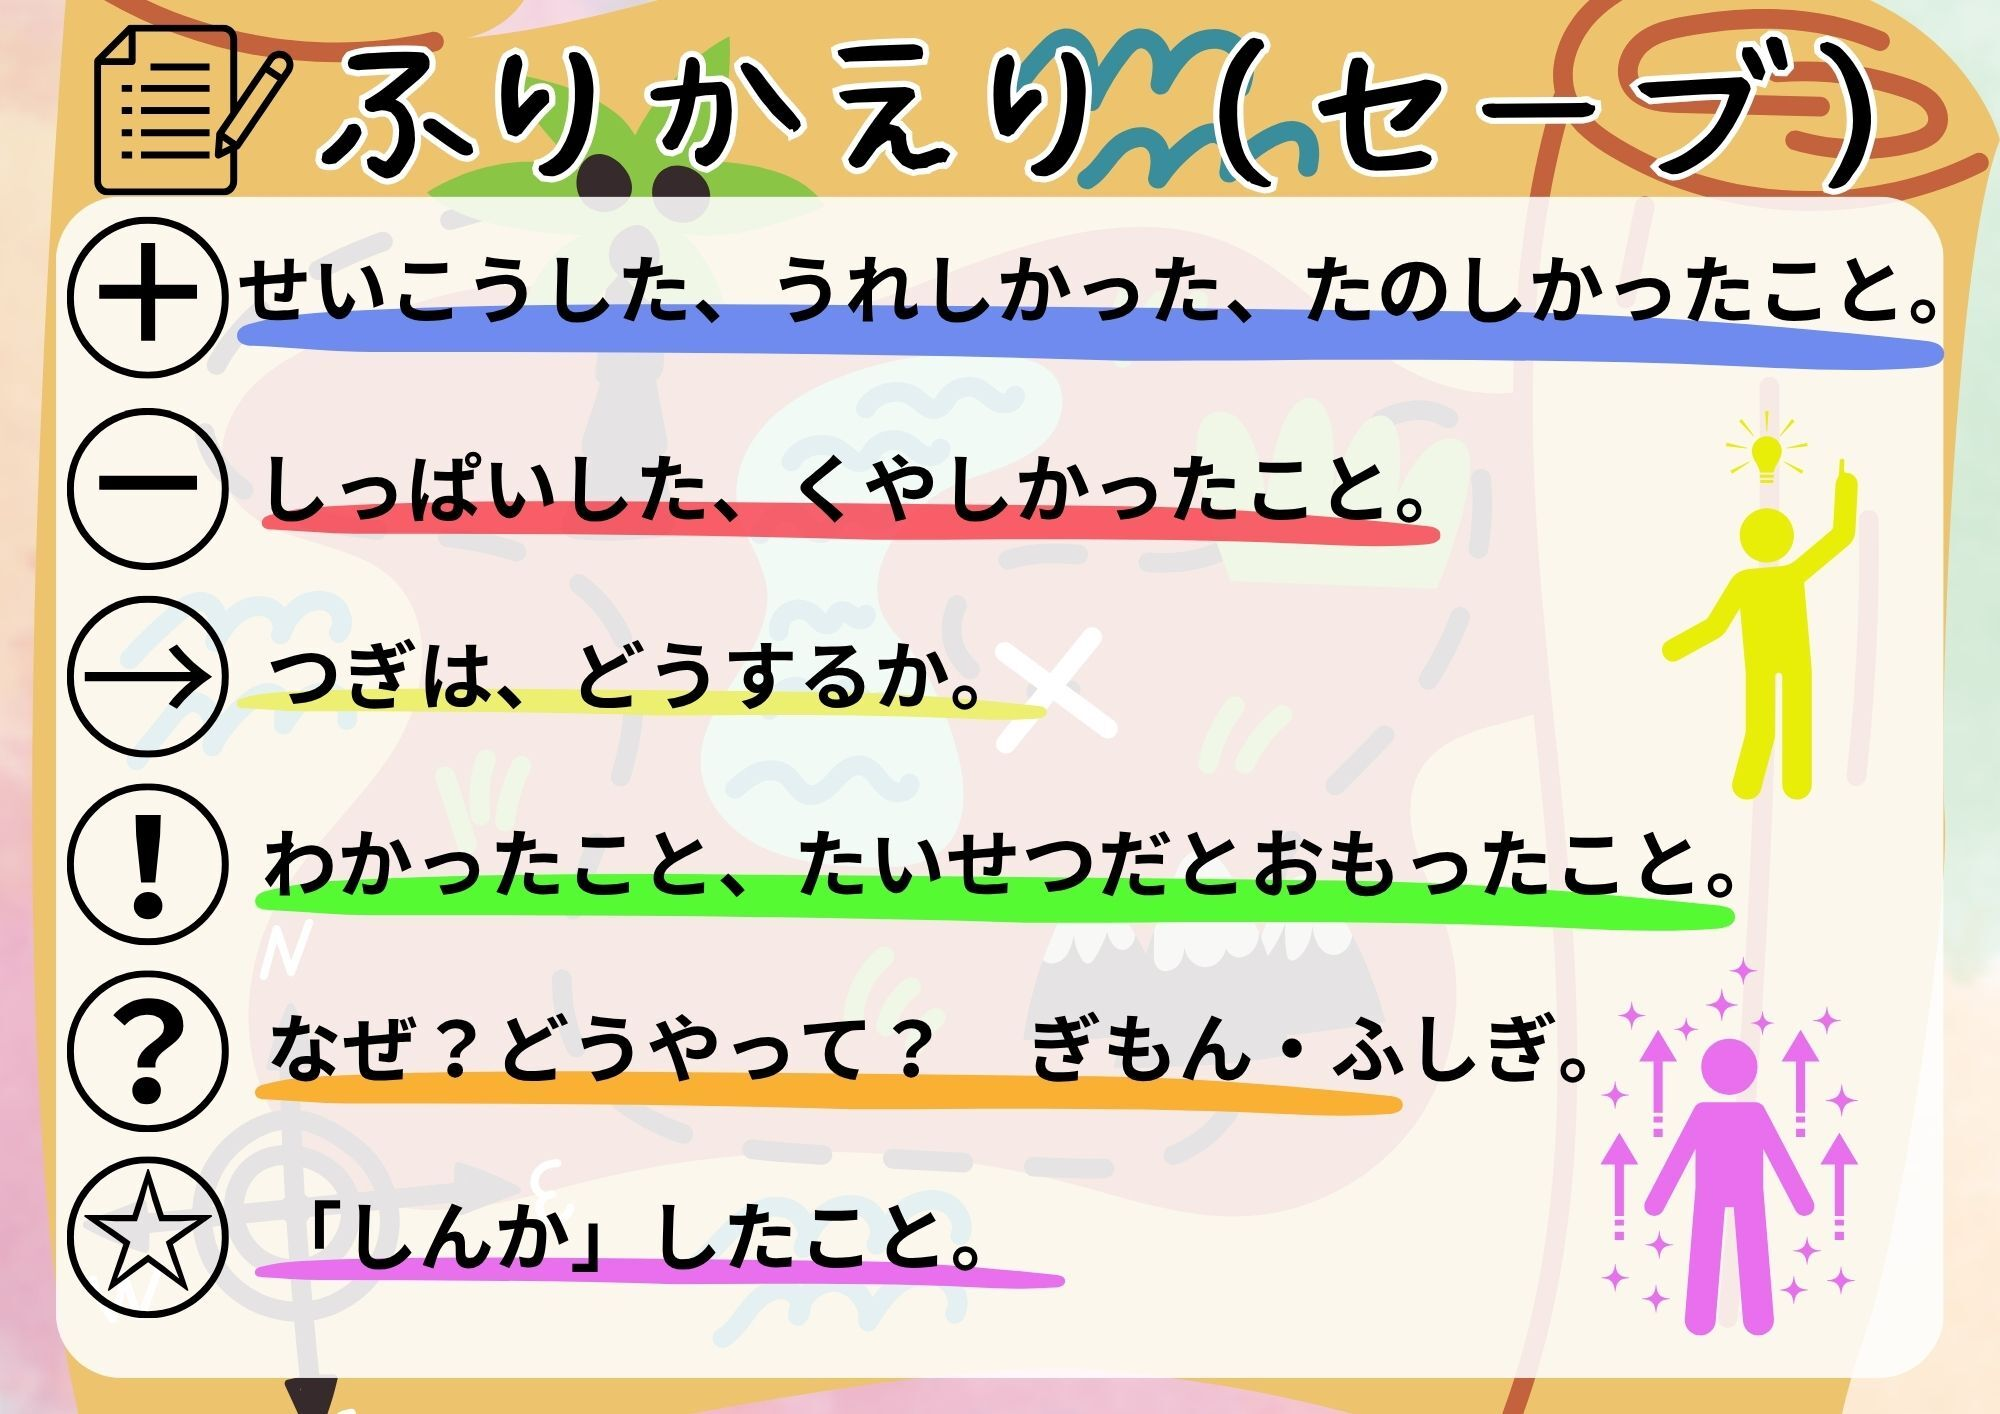 ふりかえり(セーブ)
+ せいこうした、うれしかった、たのしかったこと。
− しっぱいした、くやしかったこと。
→ つぎは、どうするか。
! わかったこと、たいせつだとおもったこと。
N
? なぜ？どうやって？　ぎもん・ふしぎ。
☆ 「しんか」したこと。